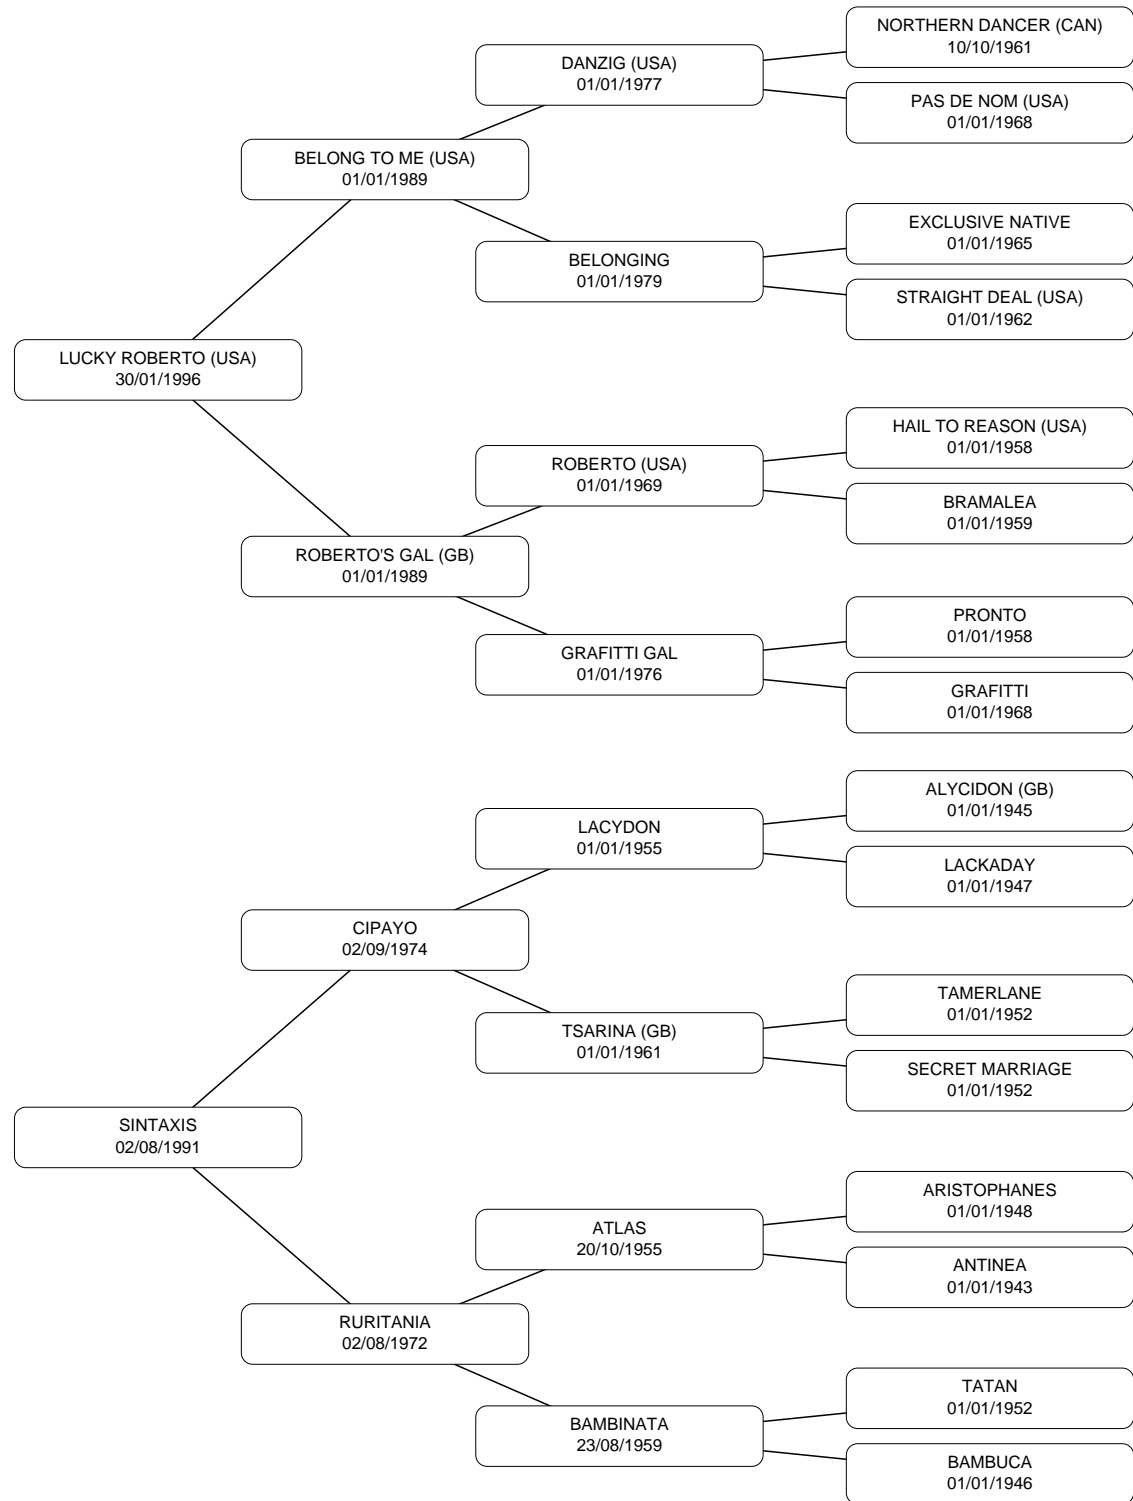 NORTHERN DANCER (CAN)
10/10/1961
DANZIG (USA)
01/01/1977
PAS DE NOM (USA)
01/01/1968
BELONG TO ME (USA)
01/01/1989
EXCLUSIVE NATIVE
01/01/1965
BELONGING
01/01/1979
STRAIGHT DEAL (USA)
01/01/1962
LUCKY ROBERTO (USA)
30/01/1996
HAIL TO REASON (USA)
01/01/1958
ROBERTO (USA)
01/01/1969
BRAMALEA
01/01/1959
ROBERTO'S GAL (GB)
01/01/1989
PRONTO
01/01/1958
GRAFITTI GAL
01/01/1976
GRAFITTI
01/01/1968
ALYCIDON (GB)
01/01/1945
LACYDON
01/01/1955
LACKADAY
01/01/1947
CIPAYO
02/09/1974
TAMERLANE
01/01/1952
TSARINA (GB)
01/01/1961
SECRET MARRIAGE
01/01/1952
SINTAXIS
02/08/1991
ARISTOPHANES
01/01/1948
ATLAS
20/10/1955
ANTINEA
01/01/1943
RURITANIA
02/08/1972
TATAN
01/01/1952
BAMBINATA
23/08/1959
BAMBUCA
01/01/1946